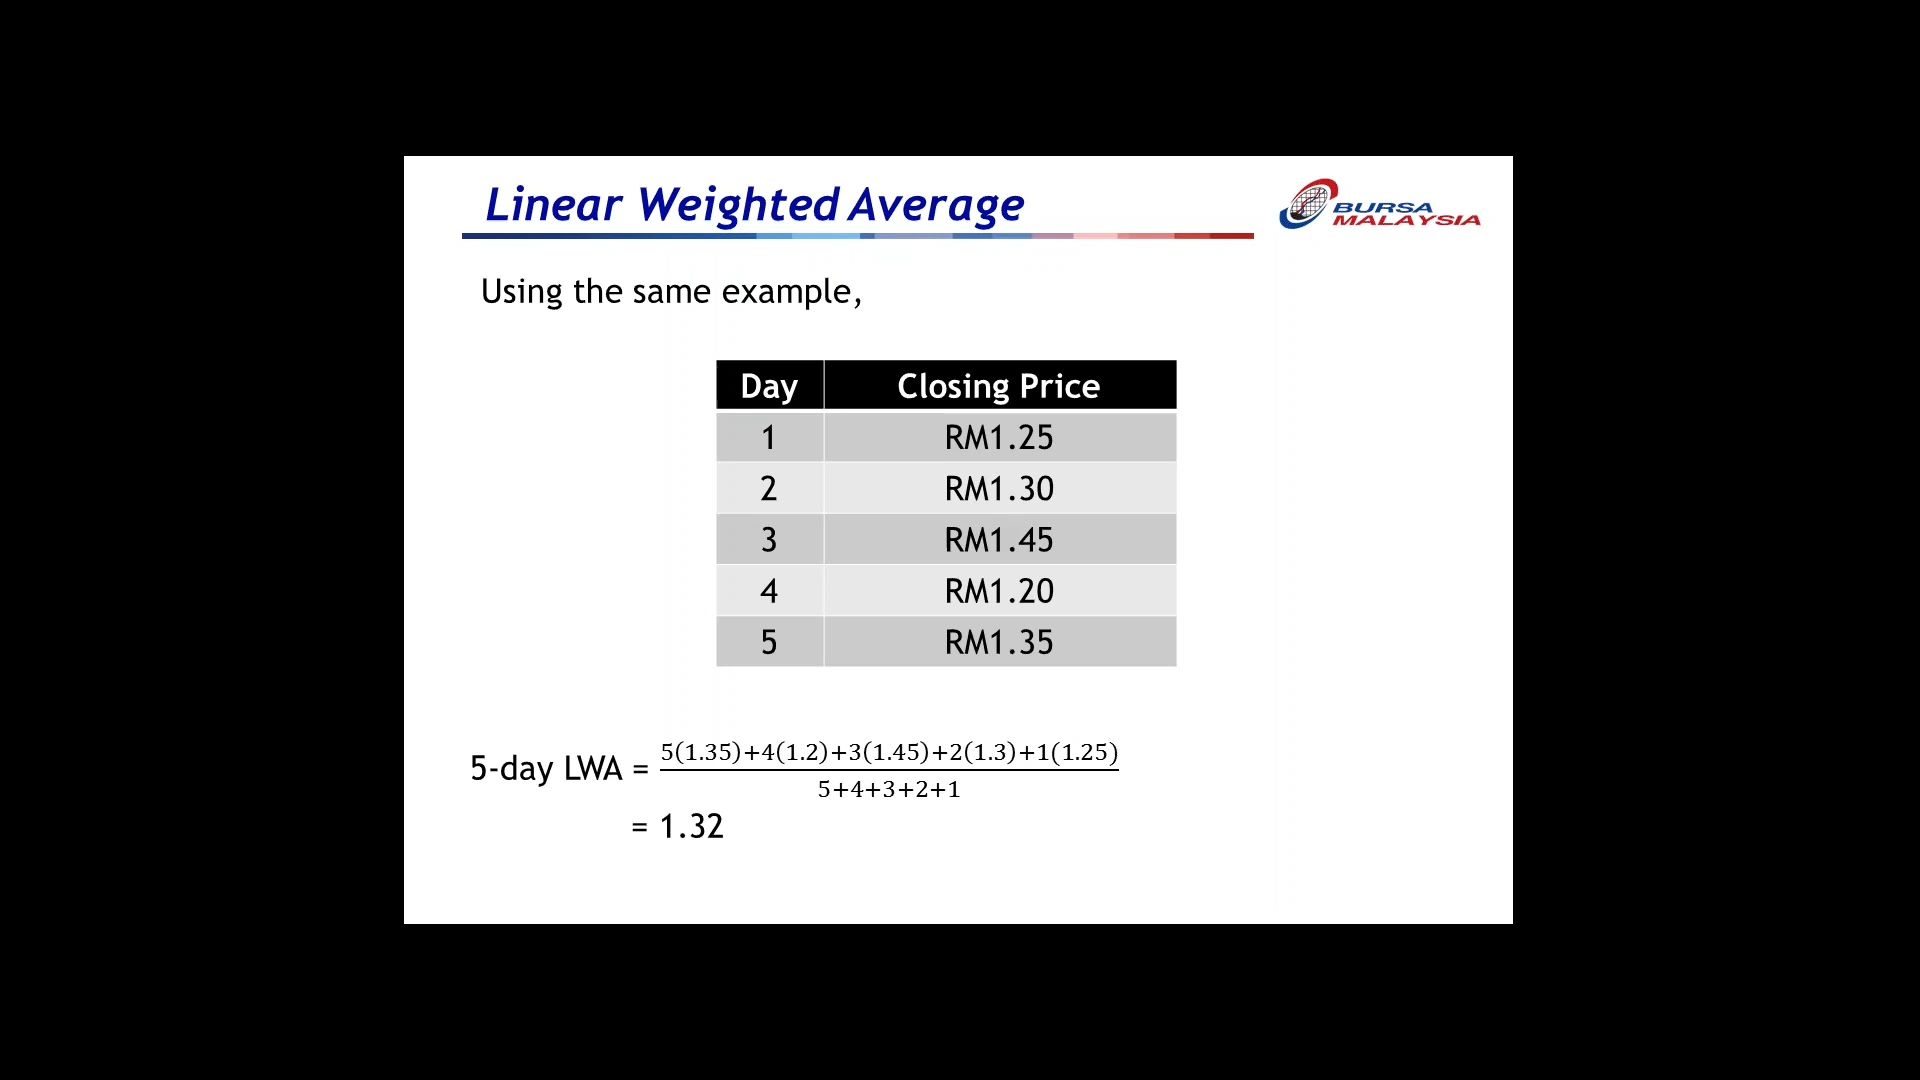 Linear Weighted Average
BURSA
MALAYSIA
Using the same example,
Day Closing Price
1 RM1.25
2 RM1.30
3 RM1.45
4 RM1.20
5 RM1.35
5-day LWA = 5(1.35)+4(1.2)+3(1.45)+2(1.3)+1(1.25)
5+4+3+2+1
= 1.32